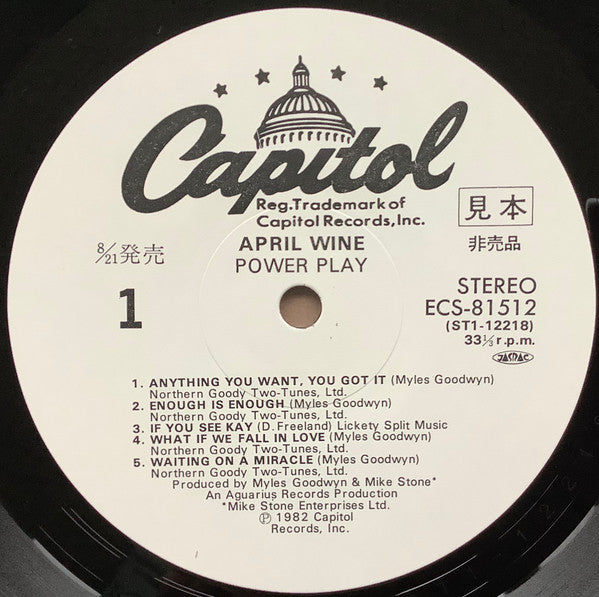 Capitol
Reg.Trademark of
Capitol Records, Inc.
見本
非売品
8/21発売
APRIL WINE
POWER PLAY
1
STEREO
ECS-81512
(ST1-12218)
33⅓ r.p.m.
JASRAC
1. ANYTHING YOU WANT, YOU GOT IT (Myles Goodwyn)
Northern Goody Two-Tunes, Ltd.
2. ENOUGH IS ENOUGH (Myles Goodwyn)
Northern Goody Two-Tunes, Ltd.
3. IF YOU SEE KAY (D. Freeland) Lickety Split Music
4. WHAT IF WE FALL IN LOVE (Myles Goodwyn)
Northern Goody Two-Tunes, Ltd.
5. WAITING ON A MIRACLE (Myles Goodwyn)
Northern Goody Two-Tunes, Ltd.
Produced by Myles Goodwyn & Mike Stone*
An Aguarius Records Production
*Mike Stone Enterprises Ltd.
Ⓟ 1982 Capitol
Records, Inc.